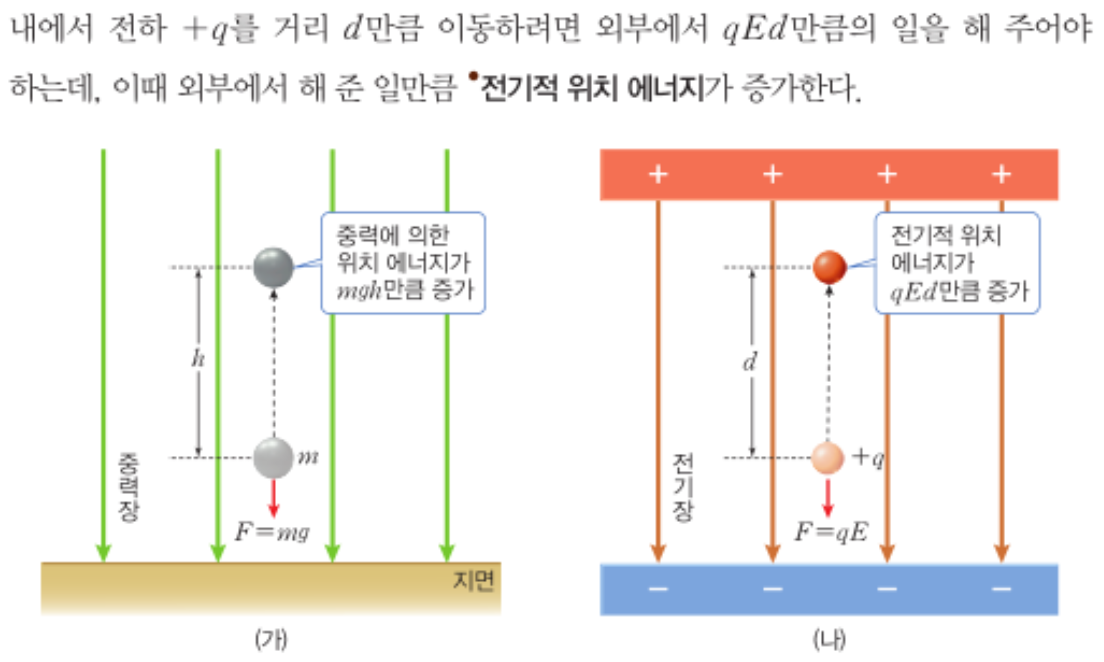 내에서 전하 +q를 거리 d만큼 이동하려면 외부에서 qEd만큼의 일을 해 주어야
하는데, 이때 외부에서 해 준 일만큼 •전기적 위치 에너지가 증가한다.
중력에 의한
위치 에너지가
mgh만큼 증가
h
m
중력장
F=mg
지면
(가)
+ + + +
전기적 위치
에너지가
qEd만큼 증가
d
+q
전기장
F=qE
− − − −
(나)